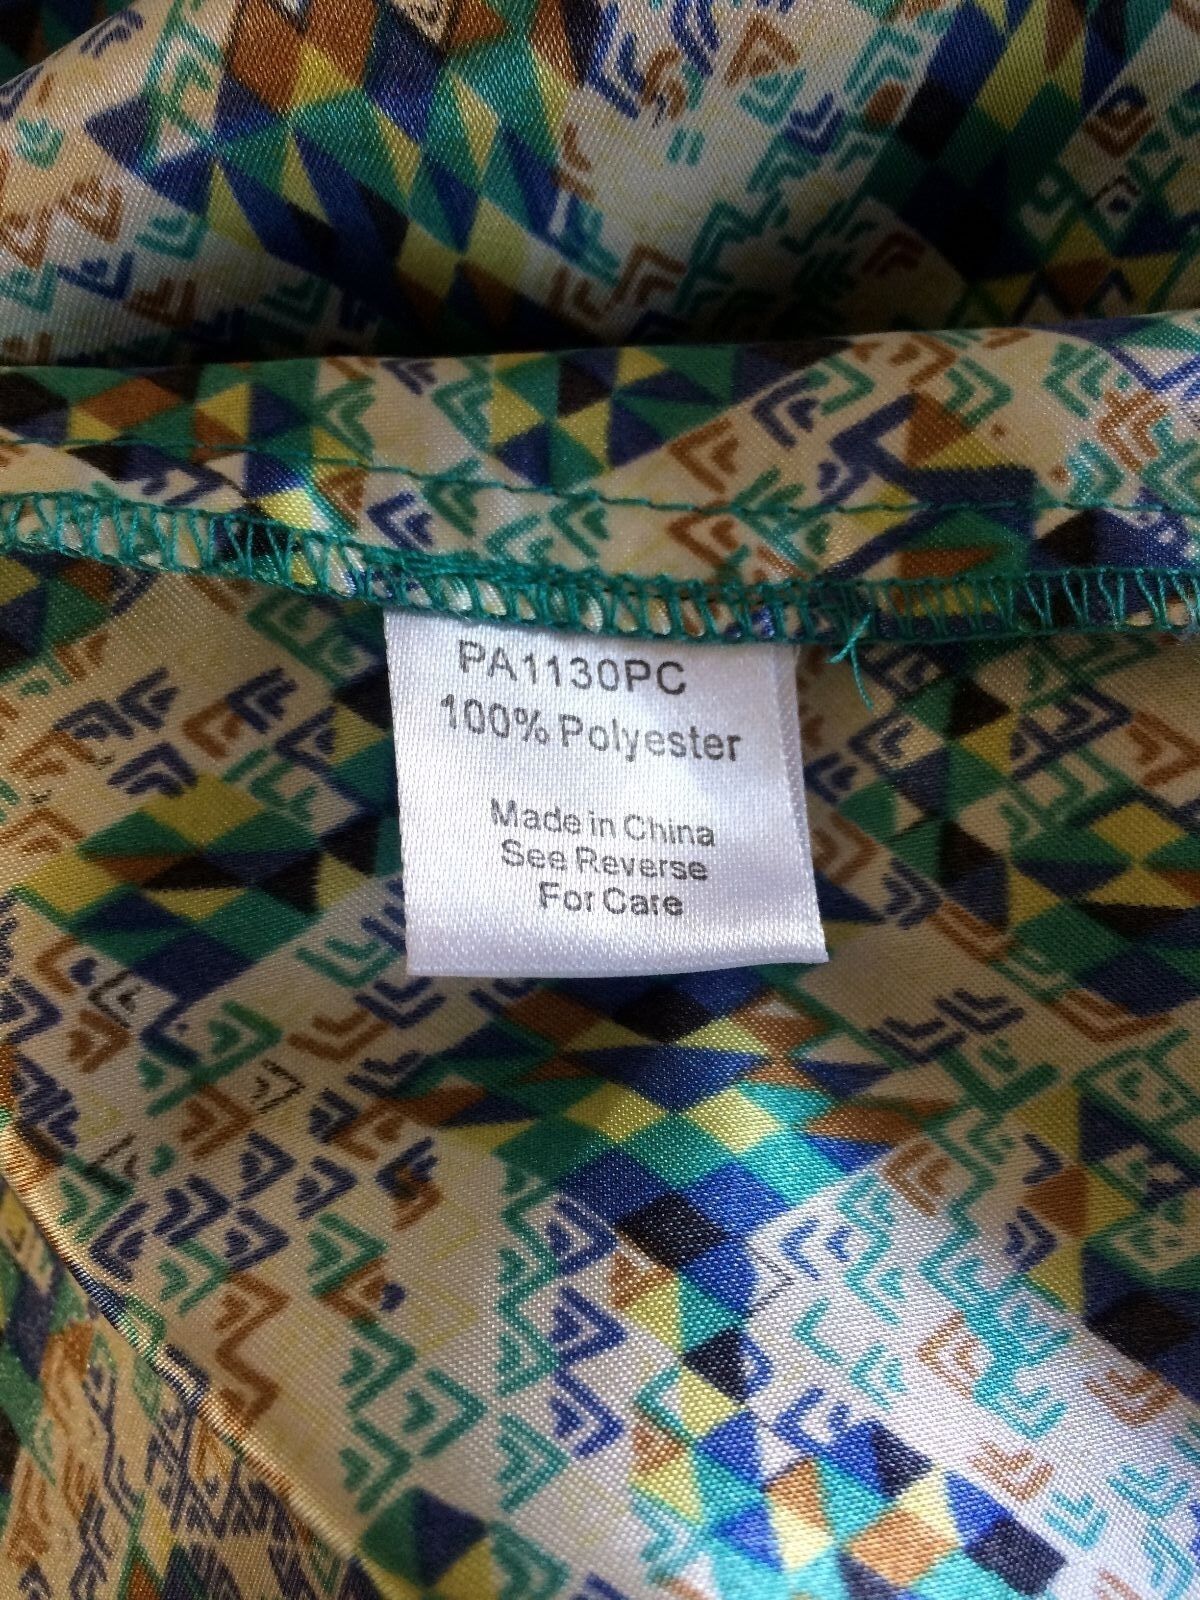 PA1130PC
100% Polyester
Made in China
See Reverse
For Care